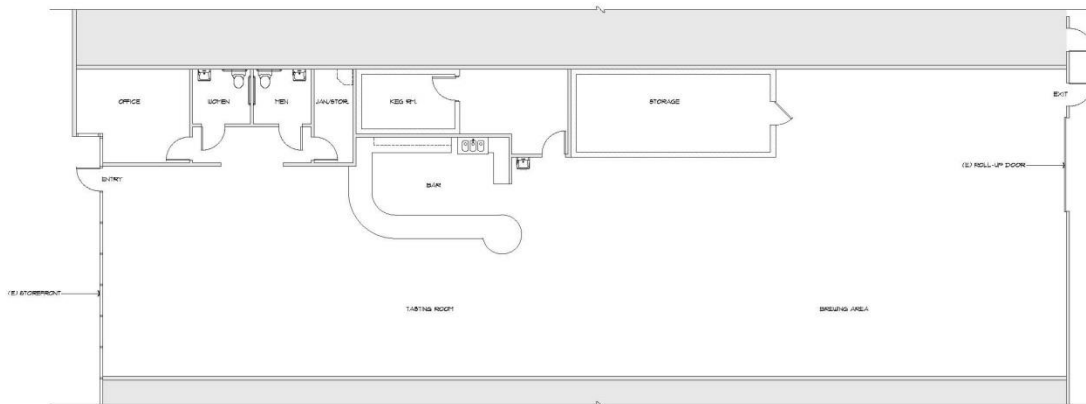 OFFICE
WOMEN
MEN
JAN/STOR.
KEG RM.
STORAGE
EXIT
(E) ROLL-UP DOOR
ENTRY
BAR
(E) STOREFRONT
TASTING ROOM
BREWING AREA